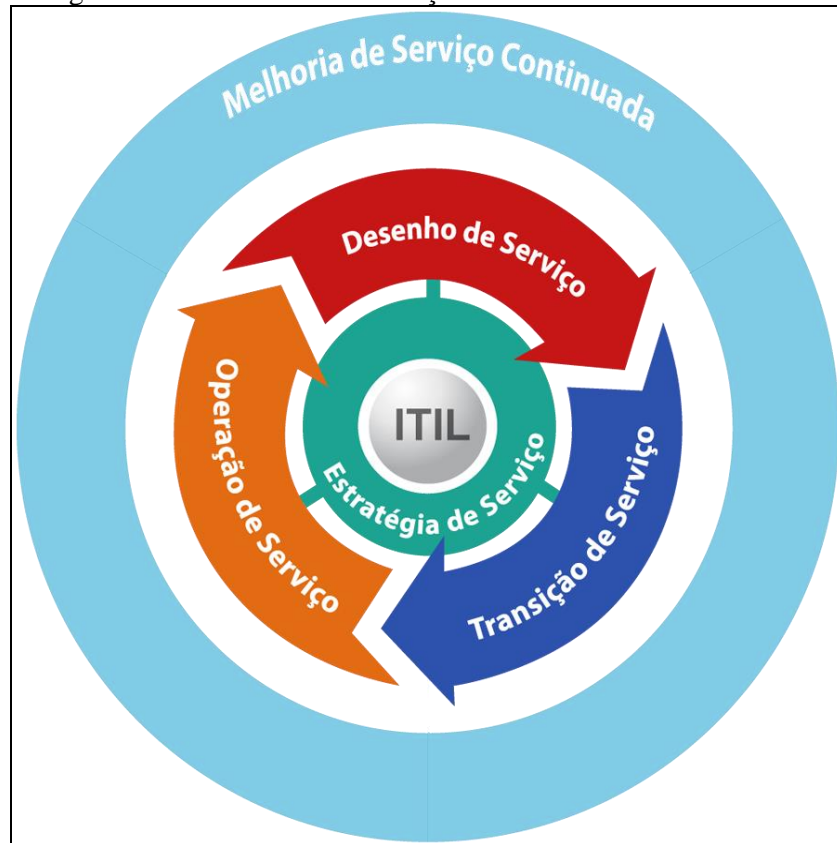 Melhoria de Serviço Continuada
Desenho de Serviço
Operação de Serviço
ITIL
Estratégia de Serviço
Transição de Serviço